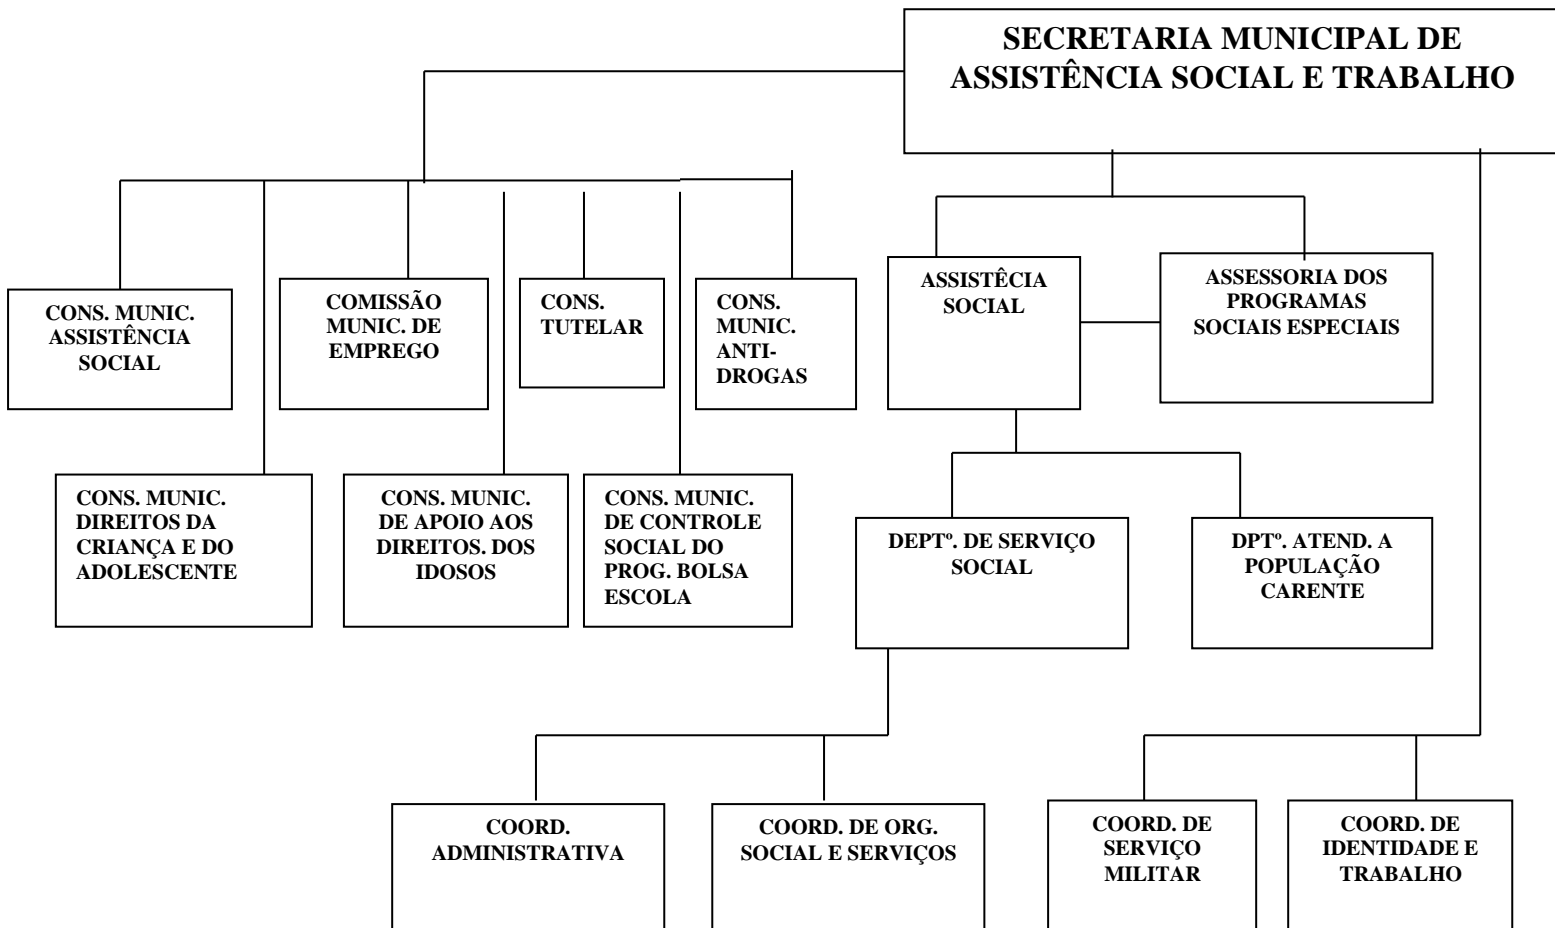 SECRETARIA MUNICIPAL DE
ASSISTÊNCIA SOCIAL E TRABALHO
CONS. MUNIC.
ASSISTÊNCIA
SOCIAL
COMISSÃO
MUNIC. DE
EMPREGO
CONS.
TUTELAR
CONS.
MUNIC.
ANTI-
DROGAS
ASSISTÊCIA
SOCIAL
ASSESSORIA DOS
PROGRAMAS
SOCIAIS ESPECIAIS
CONS. MUNIC.
DIREITOS DA
CRIANÇA E DO
ADOLESCENTE
CONS. MUNIC.
DE APOIO AOS
DIREITOS. DOS
IDOSOS
CONS. MUNIC.
DE CONTROLE
SOCIAL DO
PROG. BOLSA
ESCOLA
DEPTº. DE SERVIÇO
SOCIAL
DPTº. ATEND. A
POPULAÇÃO
CARENTE
COORD.
ADMINISTRATIVA
COORD. DE ORG.
SOCIAL E SERVIÇOS
COORD. DE
SERVIÇO
MILITAR
COORD. DE
IDENTIDADE E
TRABALHO